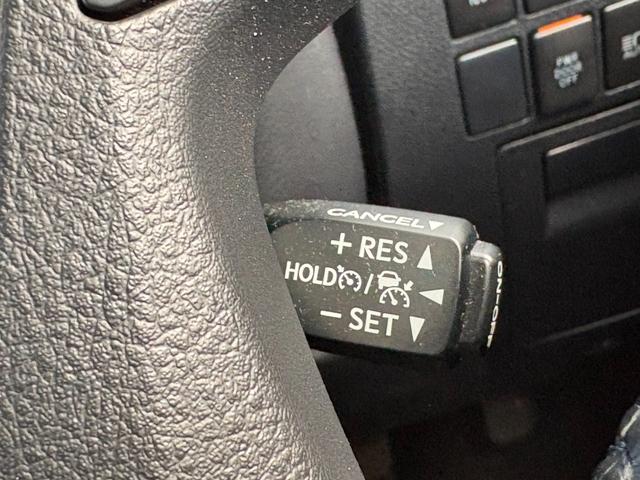 PWR
DOOR
OFF
CANCEL▼
+ RES ▲
HOLD / ◀
− SET ▼
ON-OFF